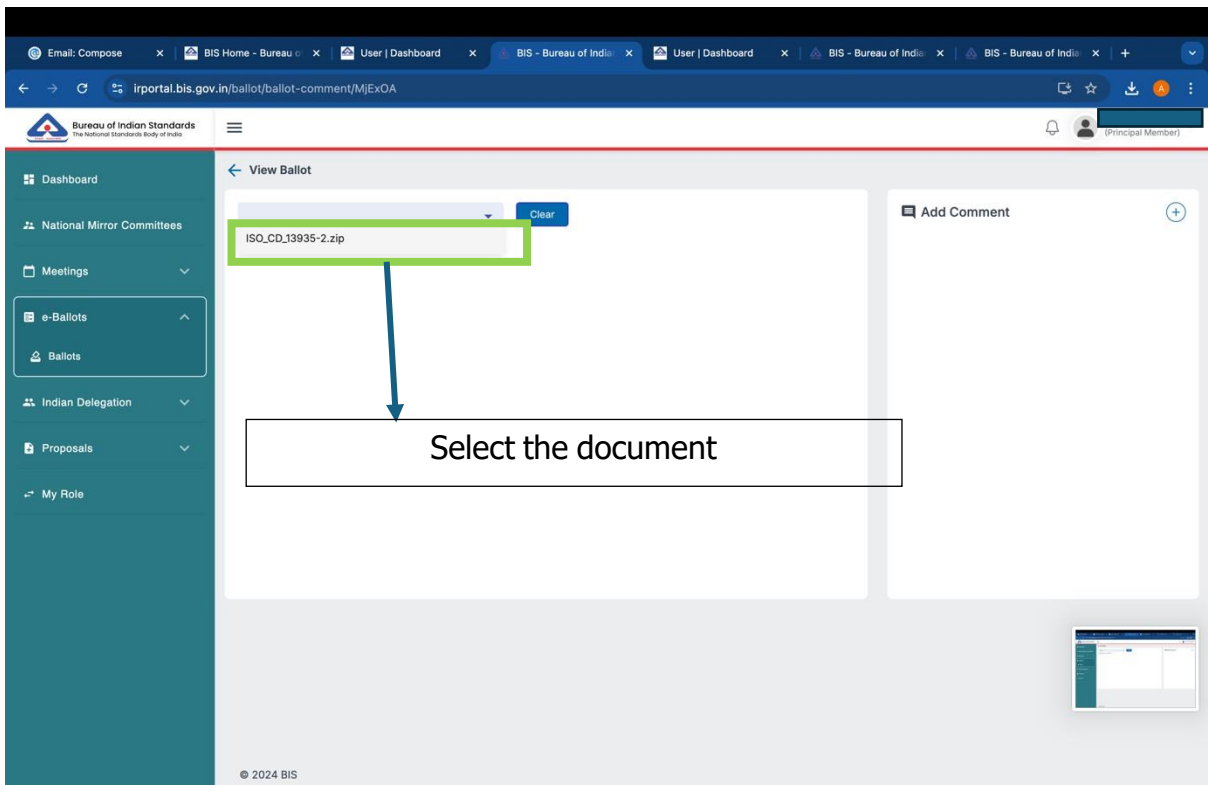 Email: Compose
BIS Home - Bureau o
User | Dashboard
BIS - Bureau of India
User | Dashboard
BIS - Bureau of India
BIS - Bureau of India
irportal.bis.gov.in/ballot/ballot-comment/MjExOA
A
Bureau of Indian Standards
The National Standards Body of India
(Principal Member)
Dashboard
National Mirror Committees
Meetings
e-Ballots
Ballots
Indian Delegation
Proposals
My Role
View Ballot
Clear
ISO_CD_13935-2.zip
Add Comment
Select the document
© 2024 BIS